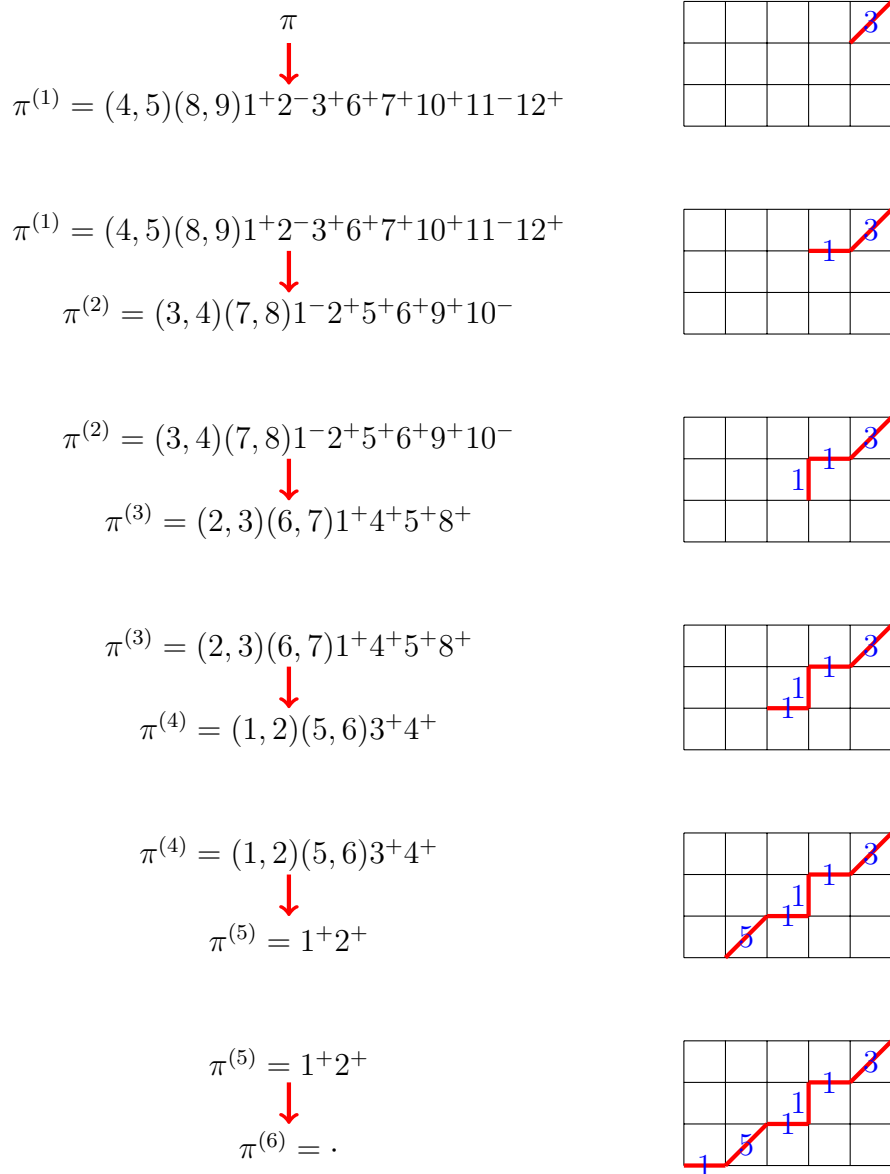 π 3
π^{(1)} = (4, 5)(8, 9)1^+2^-3^+6^+7^+10^+11^-12^+
π^{(1)} = (4, 5)(8, 9)1^+2^-3^+6^+7^+10^+11^-12^+ 1 3
π^{(2)} = (3, 4)(7, 8)1^-2^+5^+6^+9^+10^-
π^{(2)} = (3, 4)(7, 8)1^-2^+5^+6^+9^+10^- 1 3
1
π^{(3)} = (2, 3)(6, 7)1^+4^+5^+8^+
π^{(3)} = (2, 3)(6, 7)1^+4^+5^+8^+ 1 3
1
π^{(4)} = (1, 2)(5, 6)3^+4^+ 1
π^{(4)} = (1, 2)(5, 6)3^+4^+ 1 3
1
1
π^{(5)} = 1^+2^+ 5
π^{(5)} = 1^+2^+ 1 3
1
1
π^{(6)} = · 5
1